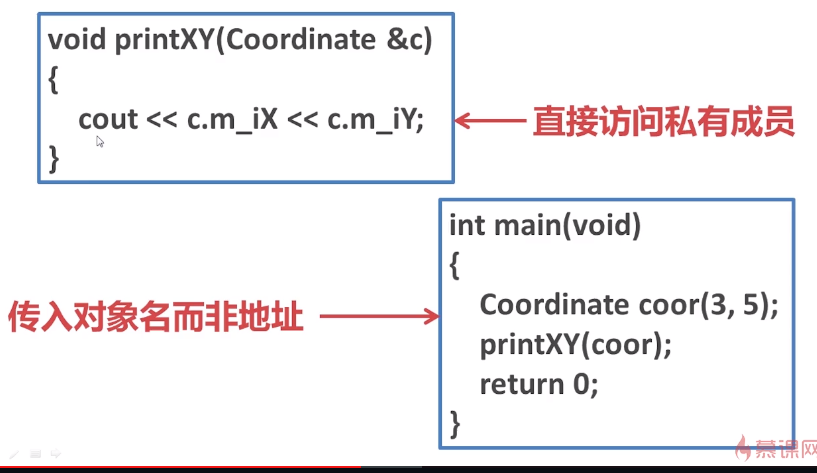 void printXY(Coordinate &c)
{
cout << c.m_iX << c.m_iY;
}
直接访问私有成员
int main(void)
{
Coordinate coor(3, 5);
printXY(coor);
return 0;
}
传入对象名而非地址
慕课网